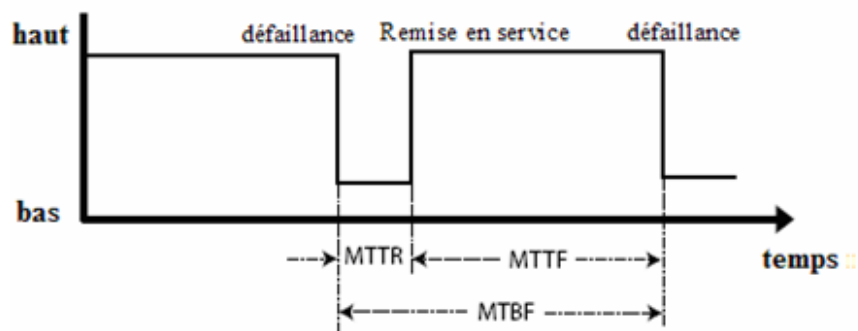 haut
défaillance
Remise en service
défaillance
bas
MTTR
MTTF
temps
MTBF